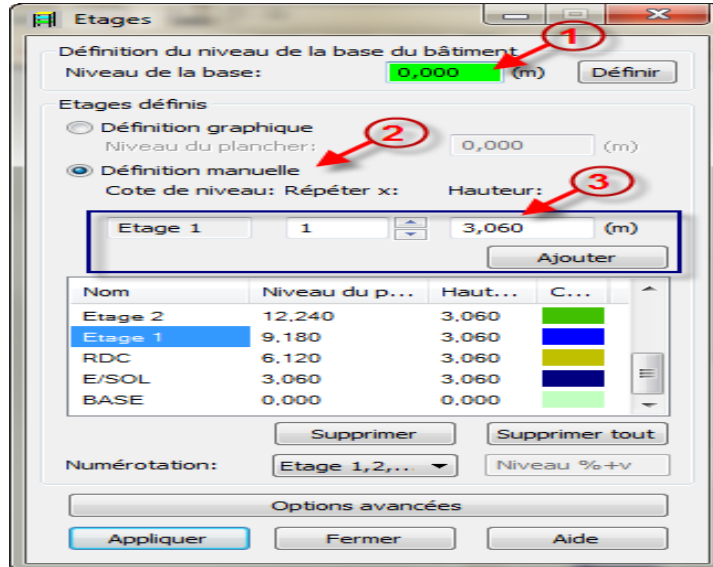 Etages
1
Définition du niveau de la base du bâtiment
Niveau de la base: 0,000 (m) Définir
Etages définis
Définition graphique
2
Niveau du plancher: 0,000 (m)
Définition manuelle
Cote de niveau: Répéter x: Hauteur:
3
Etage 1 1 3,060 (m)
Ajouter
Nom Niveau du p... Haut... C...
Etage 2 12,240 3,060
Etage 1 9,180 3,060
RDC 6,120 3,060
E/SOL 3,060 3,060
BASE 0,000 0,000
Supprimer Supprimer tout
Numérotation: Etage 1,2,... Niveau %+v
Options avancées
Appliquer Fermer Aide